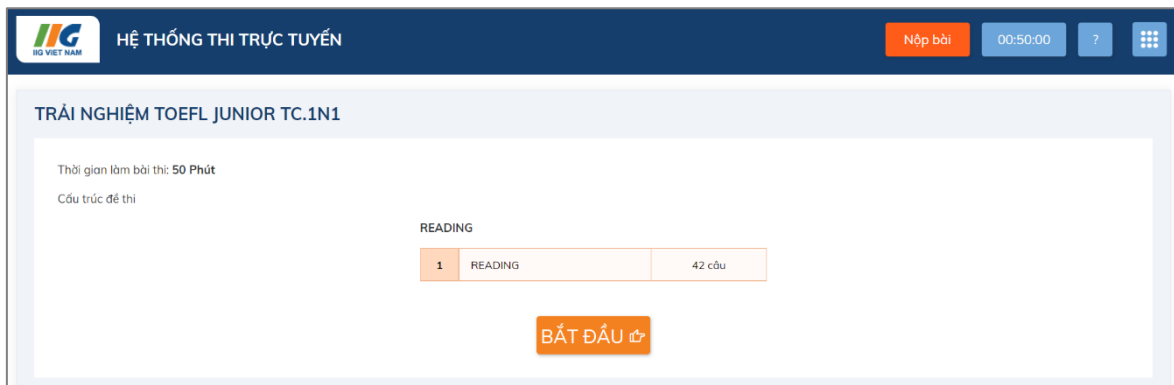 IIG VIET NAM
HỆ THỐNG THI TRỰC TUYẾN
Nộp bài
00:50:00
?
TRẢI NGHIỆM TOEFL JUNIOR TC.1N1
Thời gian làm bài thi: 50 Phút
Cấu trúc đề thi
READING
1 READING 42 câu
BẮT ĐẦU